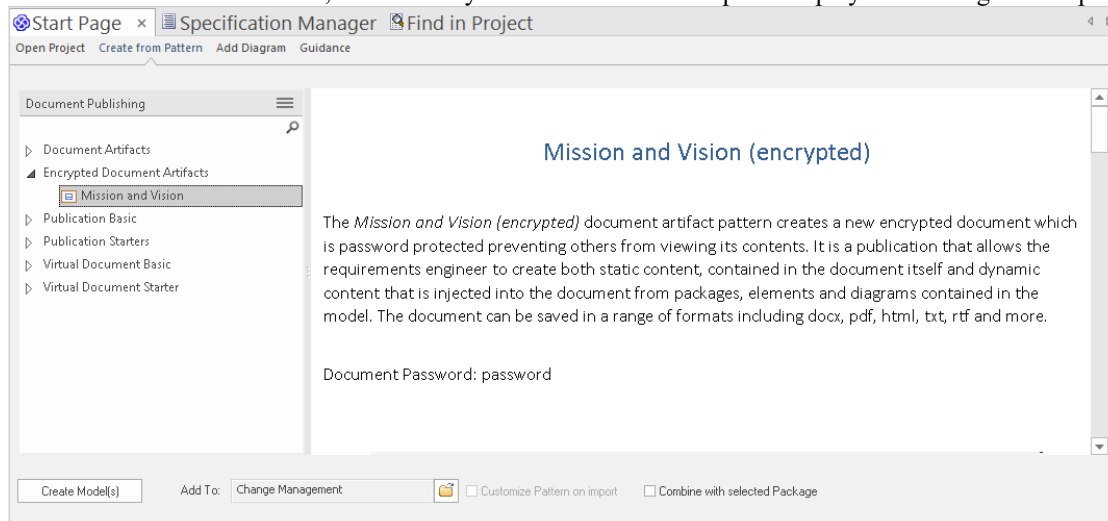 Start Page × Specification Manager Find in Project
Open Project Create from Pattern Add Diagram Guidance
Document Publishing
Document Artifacts
Encrypted Document Artifacts
Mission and Vision
Publication Basic
Publication Starters
Virtual Document Basic
Virtual Document Starter
Mission and Vision (encrypted)
The Mission and Vision (encrypted) document artifact pattern creates a new encrypted document which
is password protected preventing others from viewing its contents. It is a publication that allows the
requirements engineer to create both static content, contained in the document itself and dynamic
content that is injected into the document from packages, elements and diagrams contained in the
model. The document can be saved in a range of formats including docx, pdf, html, txt, rtf and more.
Document Password: password
Create Model(s) Add To: Change Management Customize Pattern on import Combine with selected Package